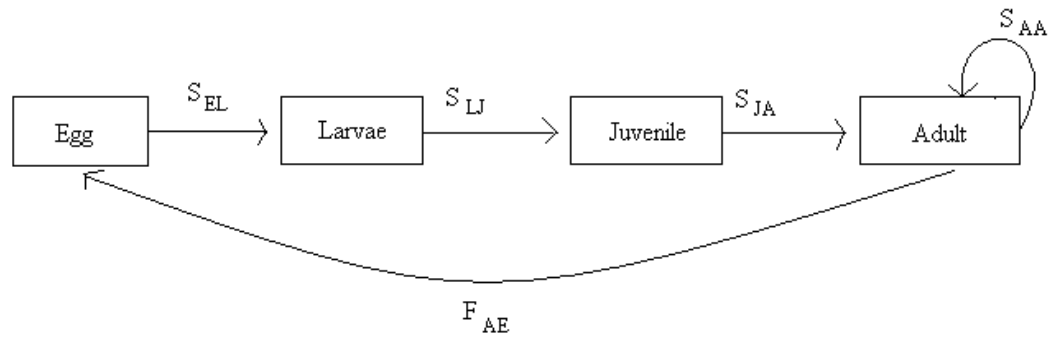 S AA
S EL
S LJ
S JA
Egg
Larvae
Juvenile
Adult
F AE